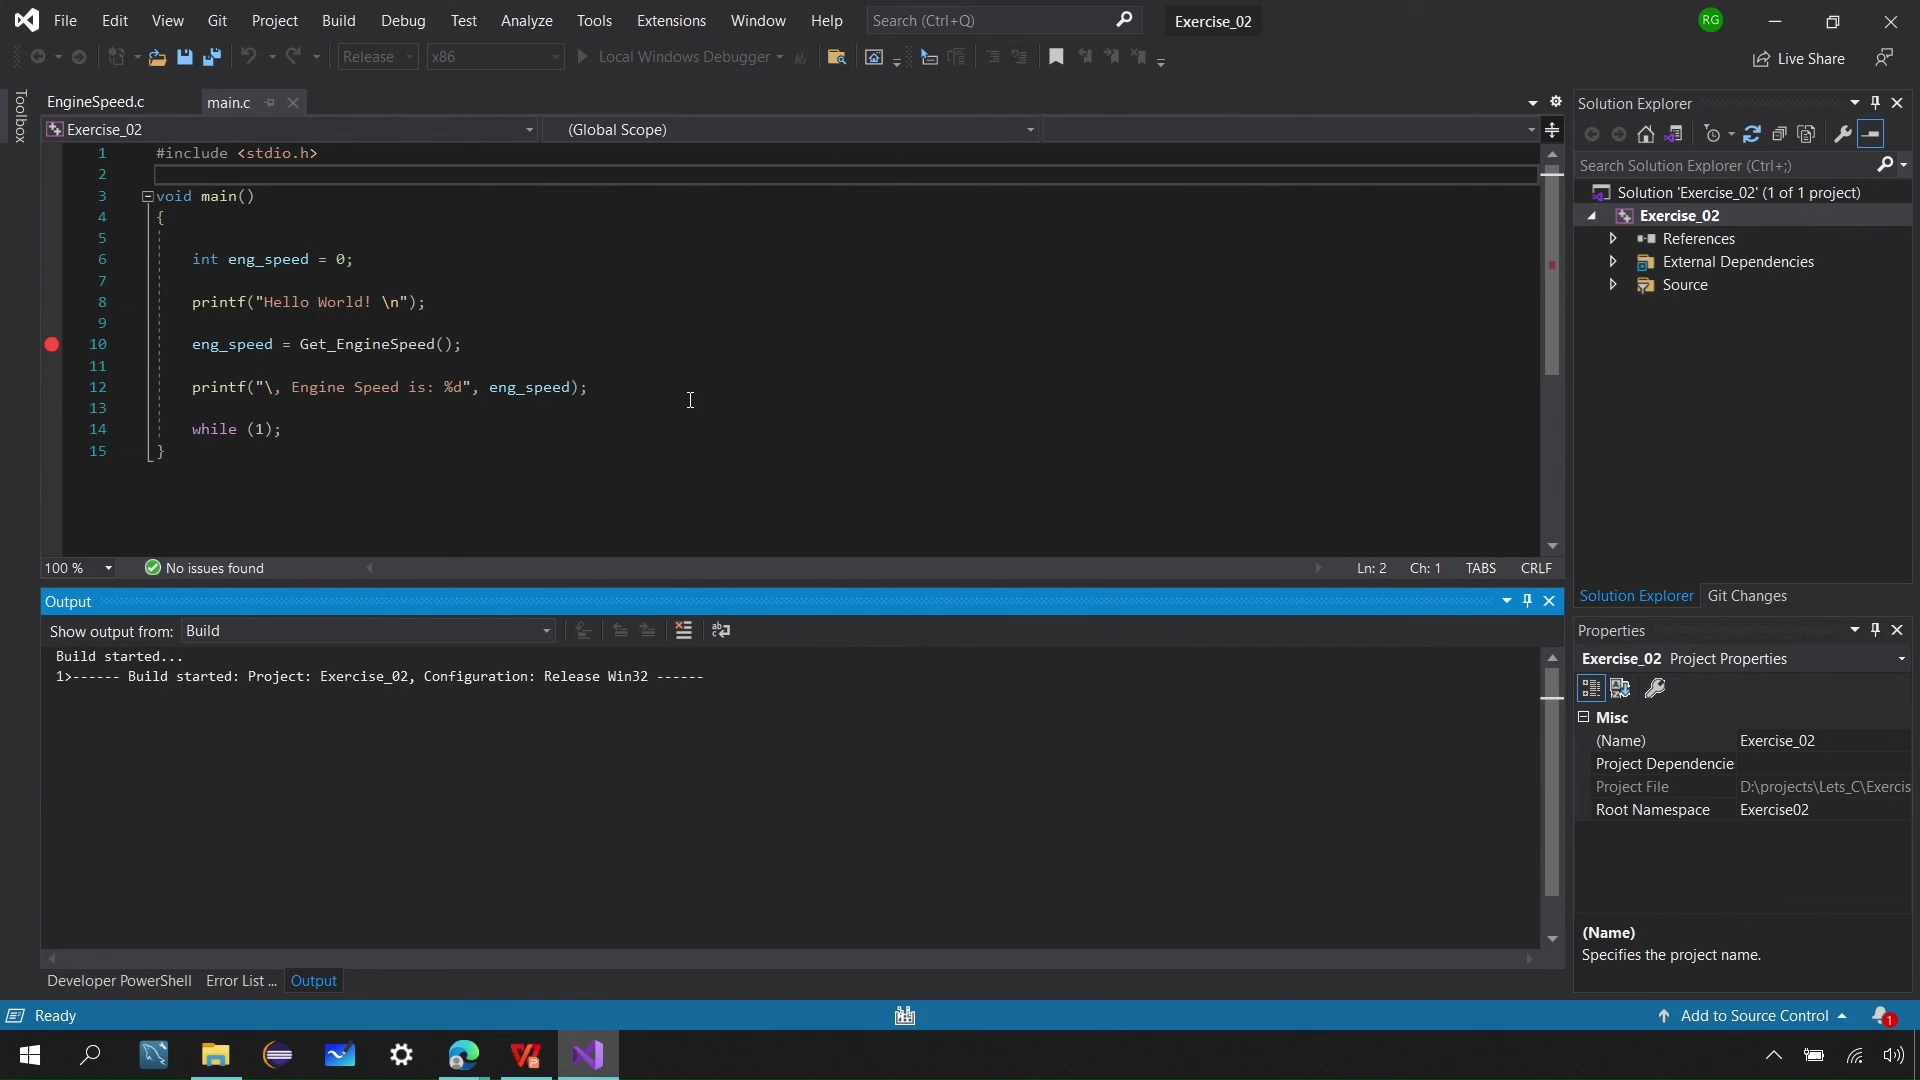 File Edit View Git Project Build Debug Test Analyze Tools Extensions Window Help Search (Ctrl+Q) Exercise_02 RG
Release x86 Local Windows Debugger Live Share
Toolbox
EngineSpeed.c main.c
Exercise_02 (Global Scope)
1 #include <stdio.h>
2
3 void main()
4 {
5
6 int eng_speed = 0;
7
8 printf("Hello World! \n");
9
10 eng_speed = Get_EngineSpeed();
11
12 printf("\, Engine Speed is: %d", eng_speed);
13
14 while (1);
15 }
100 % No issues found Ln: 2 Ch: 1 TABS CRLF
Output
Show output from: Build
Build started...
1>------ Build started: Project: Exercise_02, Configuration: Release Win32 ------
Developer PowerShell Error List ... Output
Solution Explorer
Search Solution Explorer (Ctrl+;)
Solution 'Exercise_02' (1 of 1 project)
Exercise_02
References
External Dependencies
Source
Solution Explorer Git Changes
Properties
Exercise_02 Project Properties
Misc
(Name) Exercise_02
Project Dependencie
Project File D:\projects\Lets_C\Exercis
Root Namespace Exercise02
(Name)
Specifies the project name.
Ready Add to Source Control 1